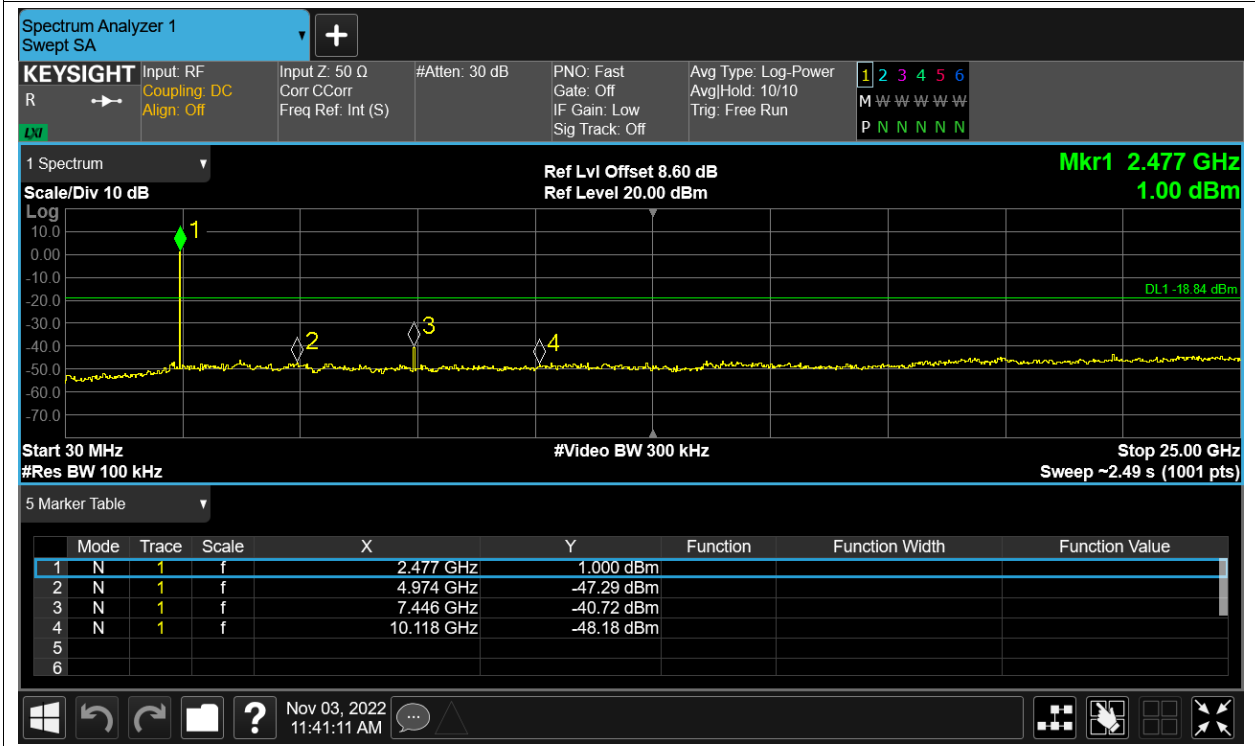 Spectrum Analyzer 1
Swept SA
+
KEYSIGHT
R
LXI
Input: RF
Coupling: DC
Align: Off
Input Z: 50 Ω
Corr CCorr
Freq Ref: Int (S)
#Atten: 30 dB
PNO: Fast
Gate: Off
IF Gain: Low
Sig Track: Off
Avg Type: Log-Power
Avg|Hold: 10/10
Trig: Free Run
1 2 3 4 5 6
M W W W W W
P N N N N N
1 Spectrum
Scale/Div 10 dB
Ref Lvl Offset 8.60 dB
Ref Level 20.00 dBm
Mkr1 2.477 GHz
1.00 dBm
Log
10.0
0.00
-10.0
-20.0
-30.0
-40.0
-50.0
-60.0
-70.0
1
2
3
4
DL1 -18.84 dBm
Start 30 MHz
#Video BW 300 kHz
Stop 25.00 GHz
#Res BW 100 kHz
Sweep ~2.49 s (1001 pts)
5 Marker Table
Mode Trace Scale X Y Function Function Width Function Value
1 N 1 f 2.477 GHz 1.000 dBm
2 N 1 f 4.974 GHz -47.29 dBm
3 N 1 f 7.446 GHz -40.72 dBm
4 N 1 f 10.118 GHz -48.18 dBm
5
6
?
Nov 03, 2022
11:41:11 AM